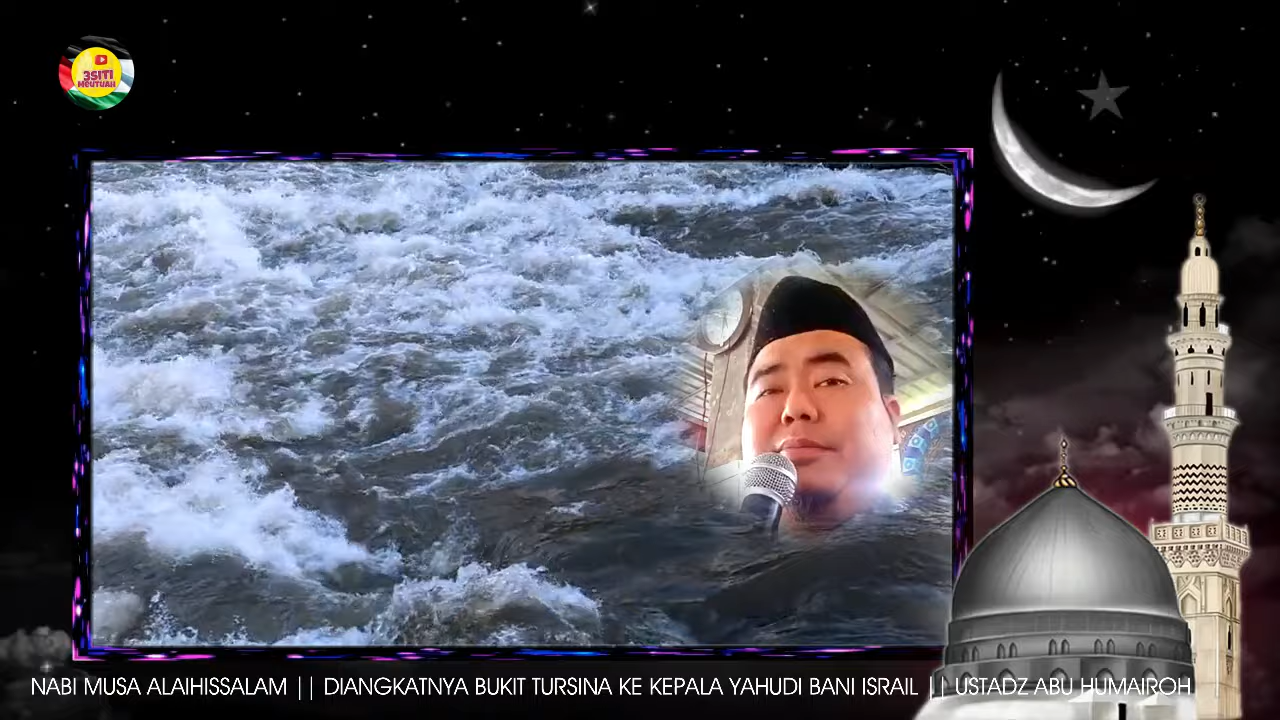 3SITI
MEUTUAH
NABI MUSA ALAIHISSALAM || DIANGKATNYA BUKIT TURSINA KE KEPALA YAHUDI BANI ISRAIL || USTADZ ABU HUMAIROH